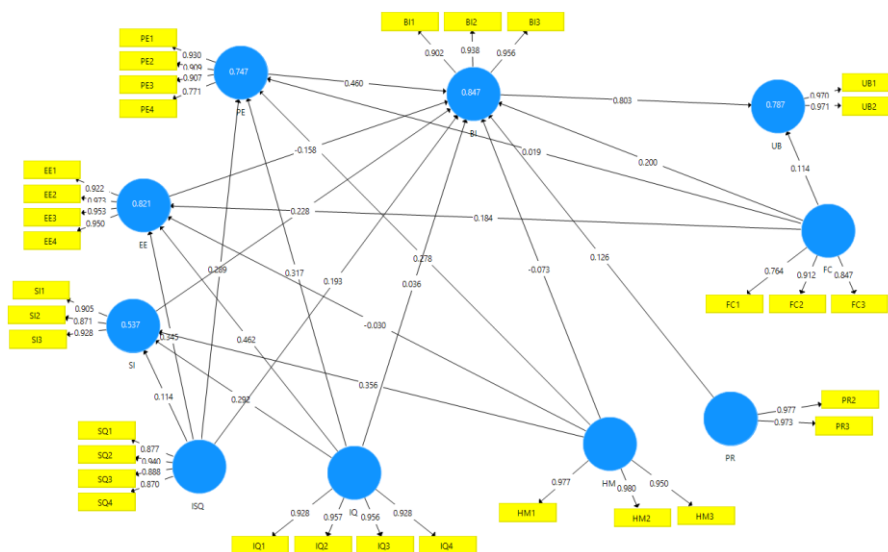 BI1 BI2 BI3
PE1
PE2
PE3
PE4
0.930
0.909
0.907
0.771
0.747
PE
0.902 0.938 0.956
0.847
BI
0.460
0.803
0.787
UB
0.970
0.971
UB1
UB2
-0.158
0.019
0.200
0.114
EE1
EE2
EE3
EE4
0.922
0.973
0.953
0.950
0.821
EE
0.228
0.184
FC
0.764 0.912 0.847
FC1 FC2 FC3
0.289
0.317
0.193
0.036
0.278
-0.073
0.126
SI1
SI2
SI3
0.905
0.871
0.928
0.537
SI
0.345
0.462
-0.030
0.114
0.292
0.356
SQ1
SQ2
SQ3
SQ4
0.877
0.940
0.888
0.870
ISQ
IQ
0.928 0.957 0.956 0.928
IQ1 IQ2 IQ3 IQ4
HM
0.977 0.980 0.950
HM1 HM2 HM3
PR
0.977
0.973
PR2
PR3